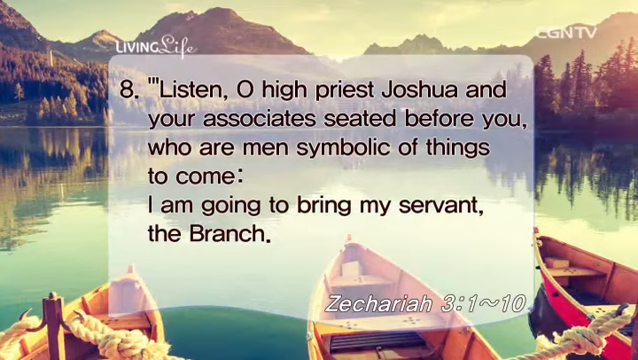 LIVING Life
CGNTV
8. "'Listen, O high priest Joshua and
your associates seated before you,
who are men symbolic of things
to come:
I am going to bring my servant,
the Branch.
Zechariah 3:1~10